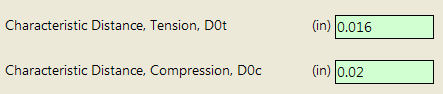 Characteristic Distance, Tension, D0t (in) 0.016
Characteristic Distance, Compression, D0c (in) 0.02